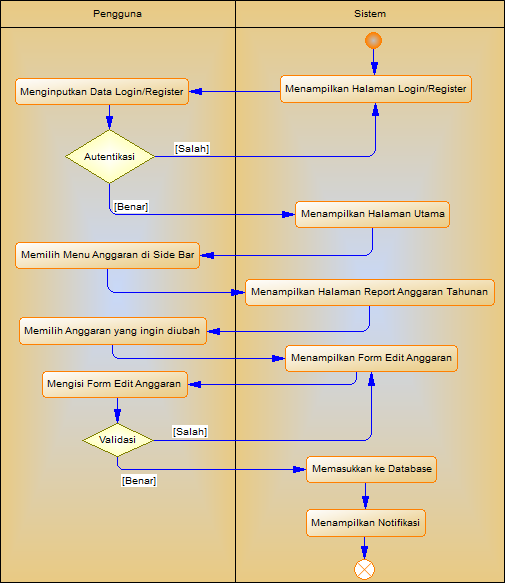 Pengguna
Sistem
Menampilkan Halaman Login/Register
Menginputkan Data Login/Register
Autentikasi
[Salah]
[Benar]
Menampilkan Halaman Utama
Memilih Menu Anggaran di Side Bar
Menampilkan Halaman Report Anggaran Tahunan
Memilih Anggaran yang ingin diubah
Menampilkan Form Edit Anggaran
Mengisi Form Edit Anggaran
Validasi
[Salah]
[Benar]
Memasukkan ke Database
Menampilkan Notifikasi